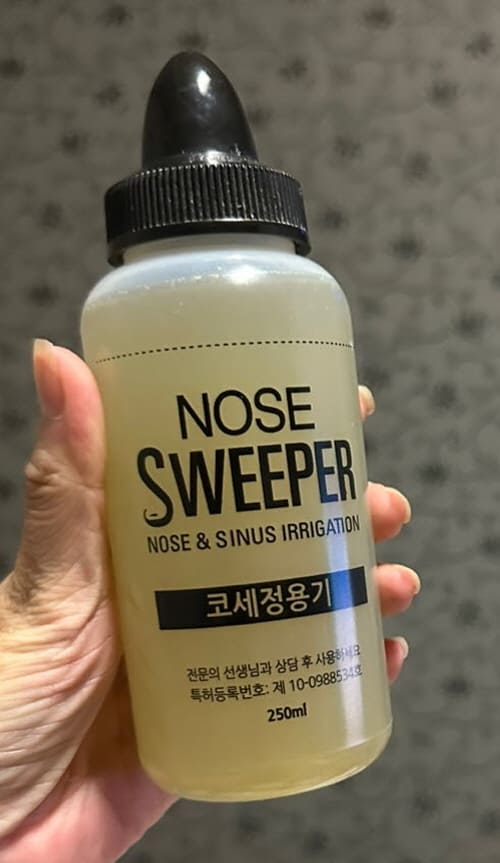 NOSE
SWEEPER
NOSE & SINUS IRRIGATION
코세정용기
전문의 선생님과 상담 후 사용하세요
특허등록번호: 제 10-0988534호
250ml